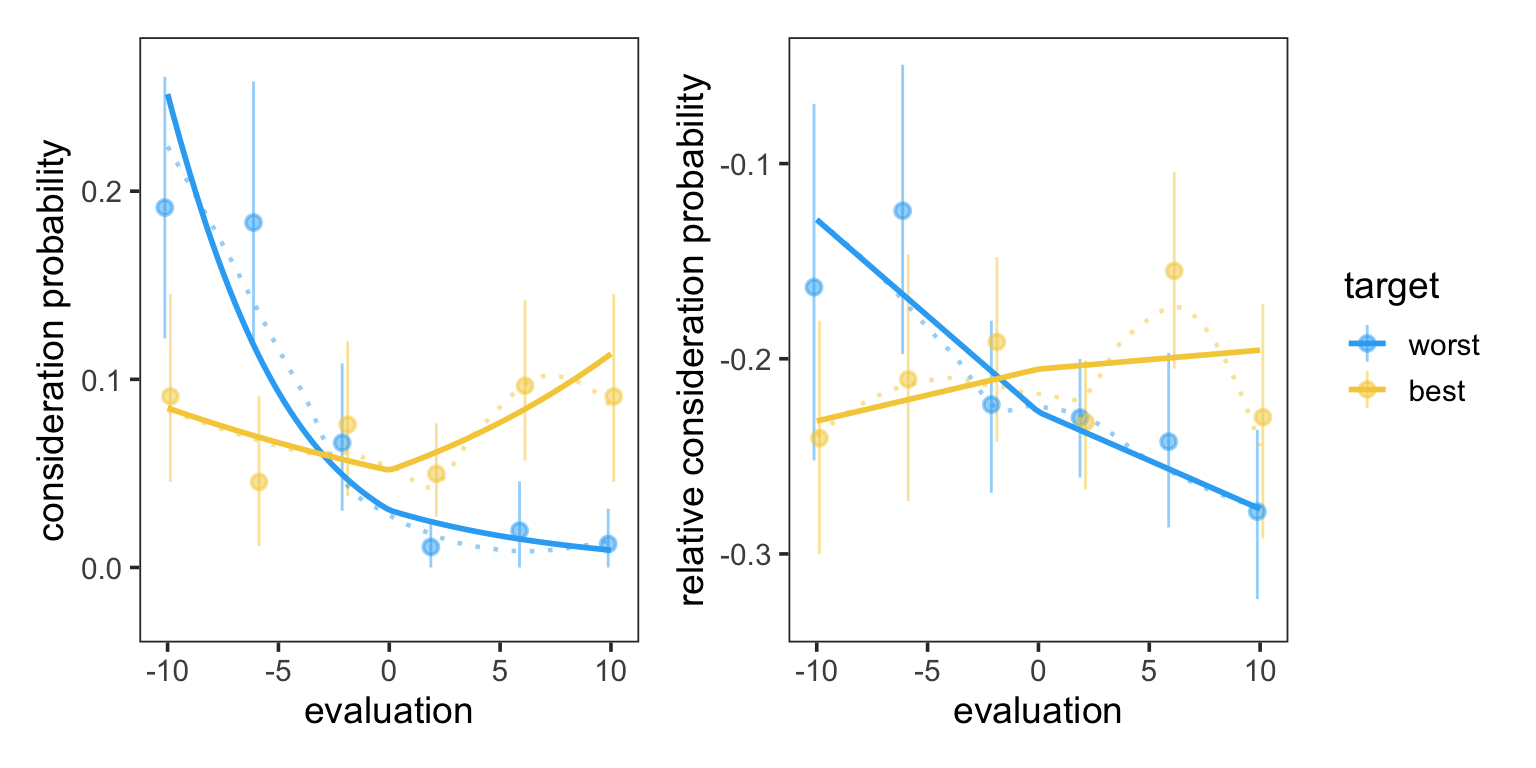 consideration probability
0.2
0.1
0.0
-10 -5 0 5 10
evaluation
relative consideration probability
-0.1
-0.2
-0.3
-10 -5 0 5 10
evaluation
target
worst
best